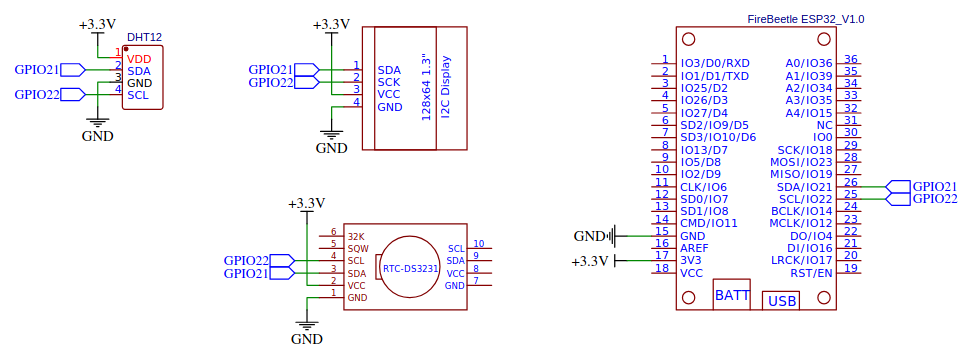 +3.3V
DHT12
1 VDD
GPIO21 2 SDA
3 GND
GPIO22 4 SCL
GND
+3.3V
GPIO21 1 SDA
GPIO22 2 SCK
3 VCC
4 GND
128x64 1.3"
I2C Display
GND
+3.3V
6 32K
5 SQW
GPIO22 4 SCL
GPIO21 3 SDA
2 VCC
1 GND
RTC-DS3231
SCL 10
SDA 9
VCC 8
GND 7
GND
FireBeetle ESP32_V1.0
1 IO3/D0/RXD A0/IO36 36
2 IO1/D1/TXD A1/IO39 35
3 IO25/D2 A2/IO34 34
4 IO26/D3 A3/IO35 33
5 IO27/D4 A4/IO15 32
6 SD2/IO9/D5 NC 31
7 SD3/IO10/D6 IO0 30
8 IO13/D7 SCK/IO18 29
9 IO5/D8 MOSI/IO23 28
10 IO2/D9 MISO/IO19 27
11 CLK/IO6 SDA/IO21 26 GPIO21
12 SD0/IO7 SCL/IO22 25 GPIO22
13 SD1/IO8 BCLK/IO14 24
14 CMD/IO11 MCLK/IO12 23
GND 15 GND DO/IO4 22
16 AREF DI/IO16 21
+3.3V 17 3V3 LRCK/IO17 20
18 VCC RST/EN 19
BATT USB